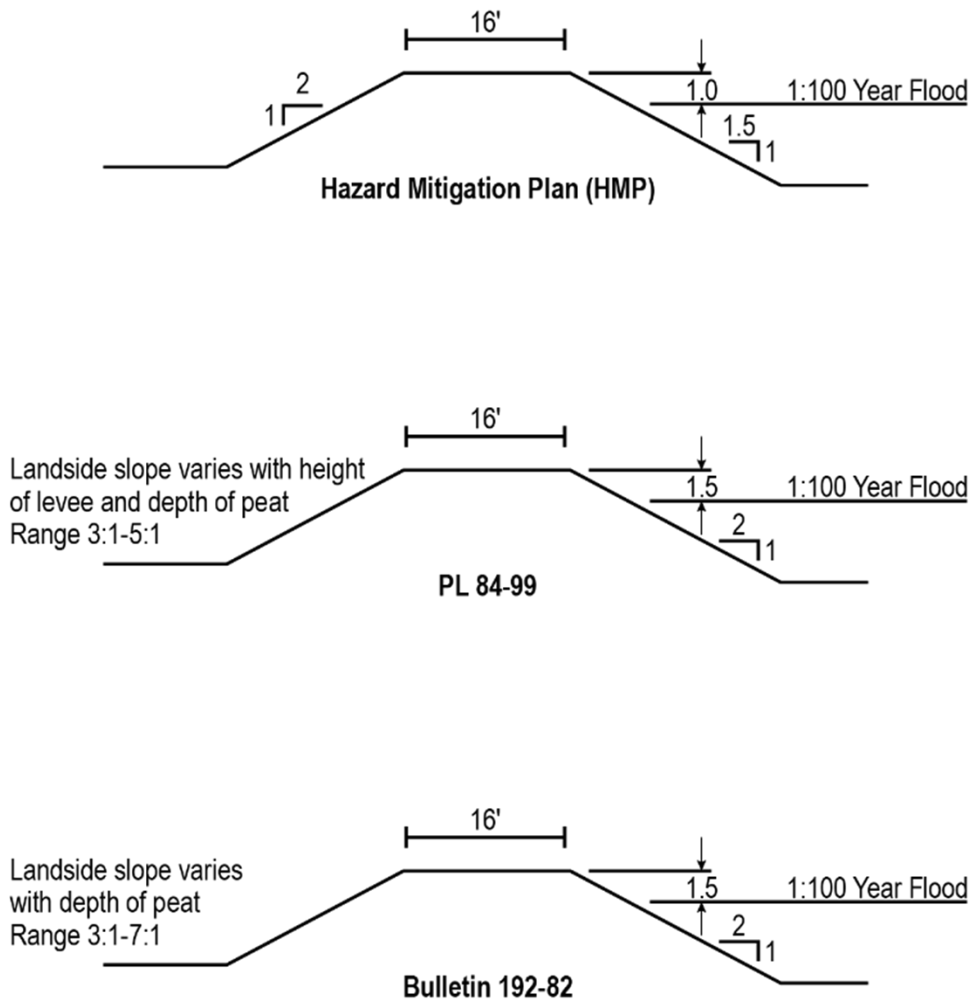 16'
2
1
1.0
1:100 Year Flood
1.5
1
Hazard Mitigation Plan (HMP)
16'
Landside slope varies with height
of levee and depth of peat
Range 3:1-5:1
1.5
1:100 Year Flood
2
1
PL 84-99
16'
Landside slope varies
with depth of peat
Range 3:1-7:1
1.5
1:100 Year Flood
2
1
Bulletin 192-82